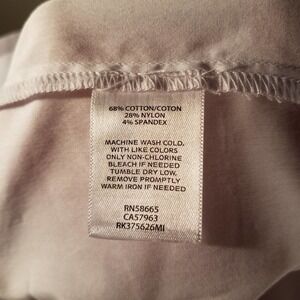 68% COTTON/COTON
28% NYLON
4% SPANDEX
MACHINE WASH COLD,
WITH LIKE COLORS
ONLY NON-CHLORINE
BLEACH IF NEEDED
TUMBLE DRY LOW,
REMOVE PROMPTLY
WARM IRON IF NEEDED
RN58665
CA57963
RK375626MI